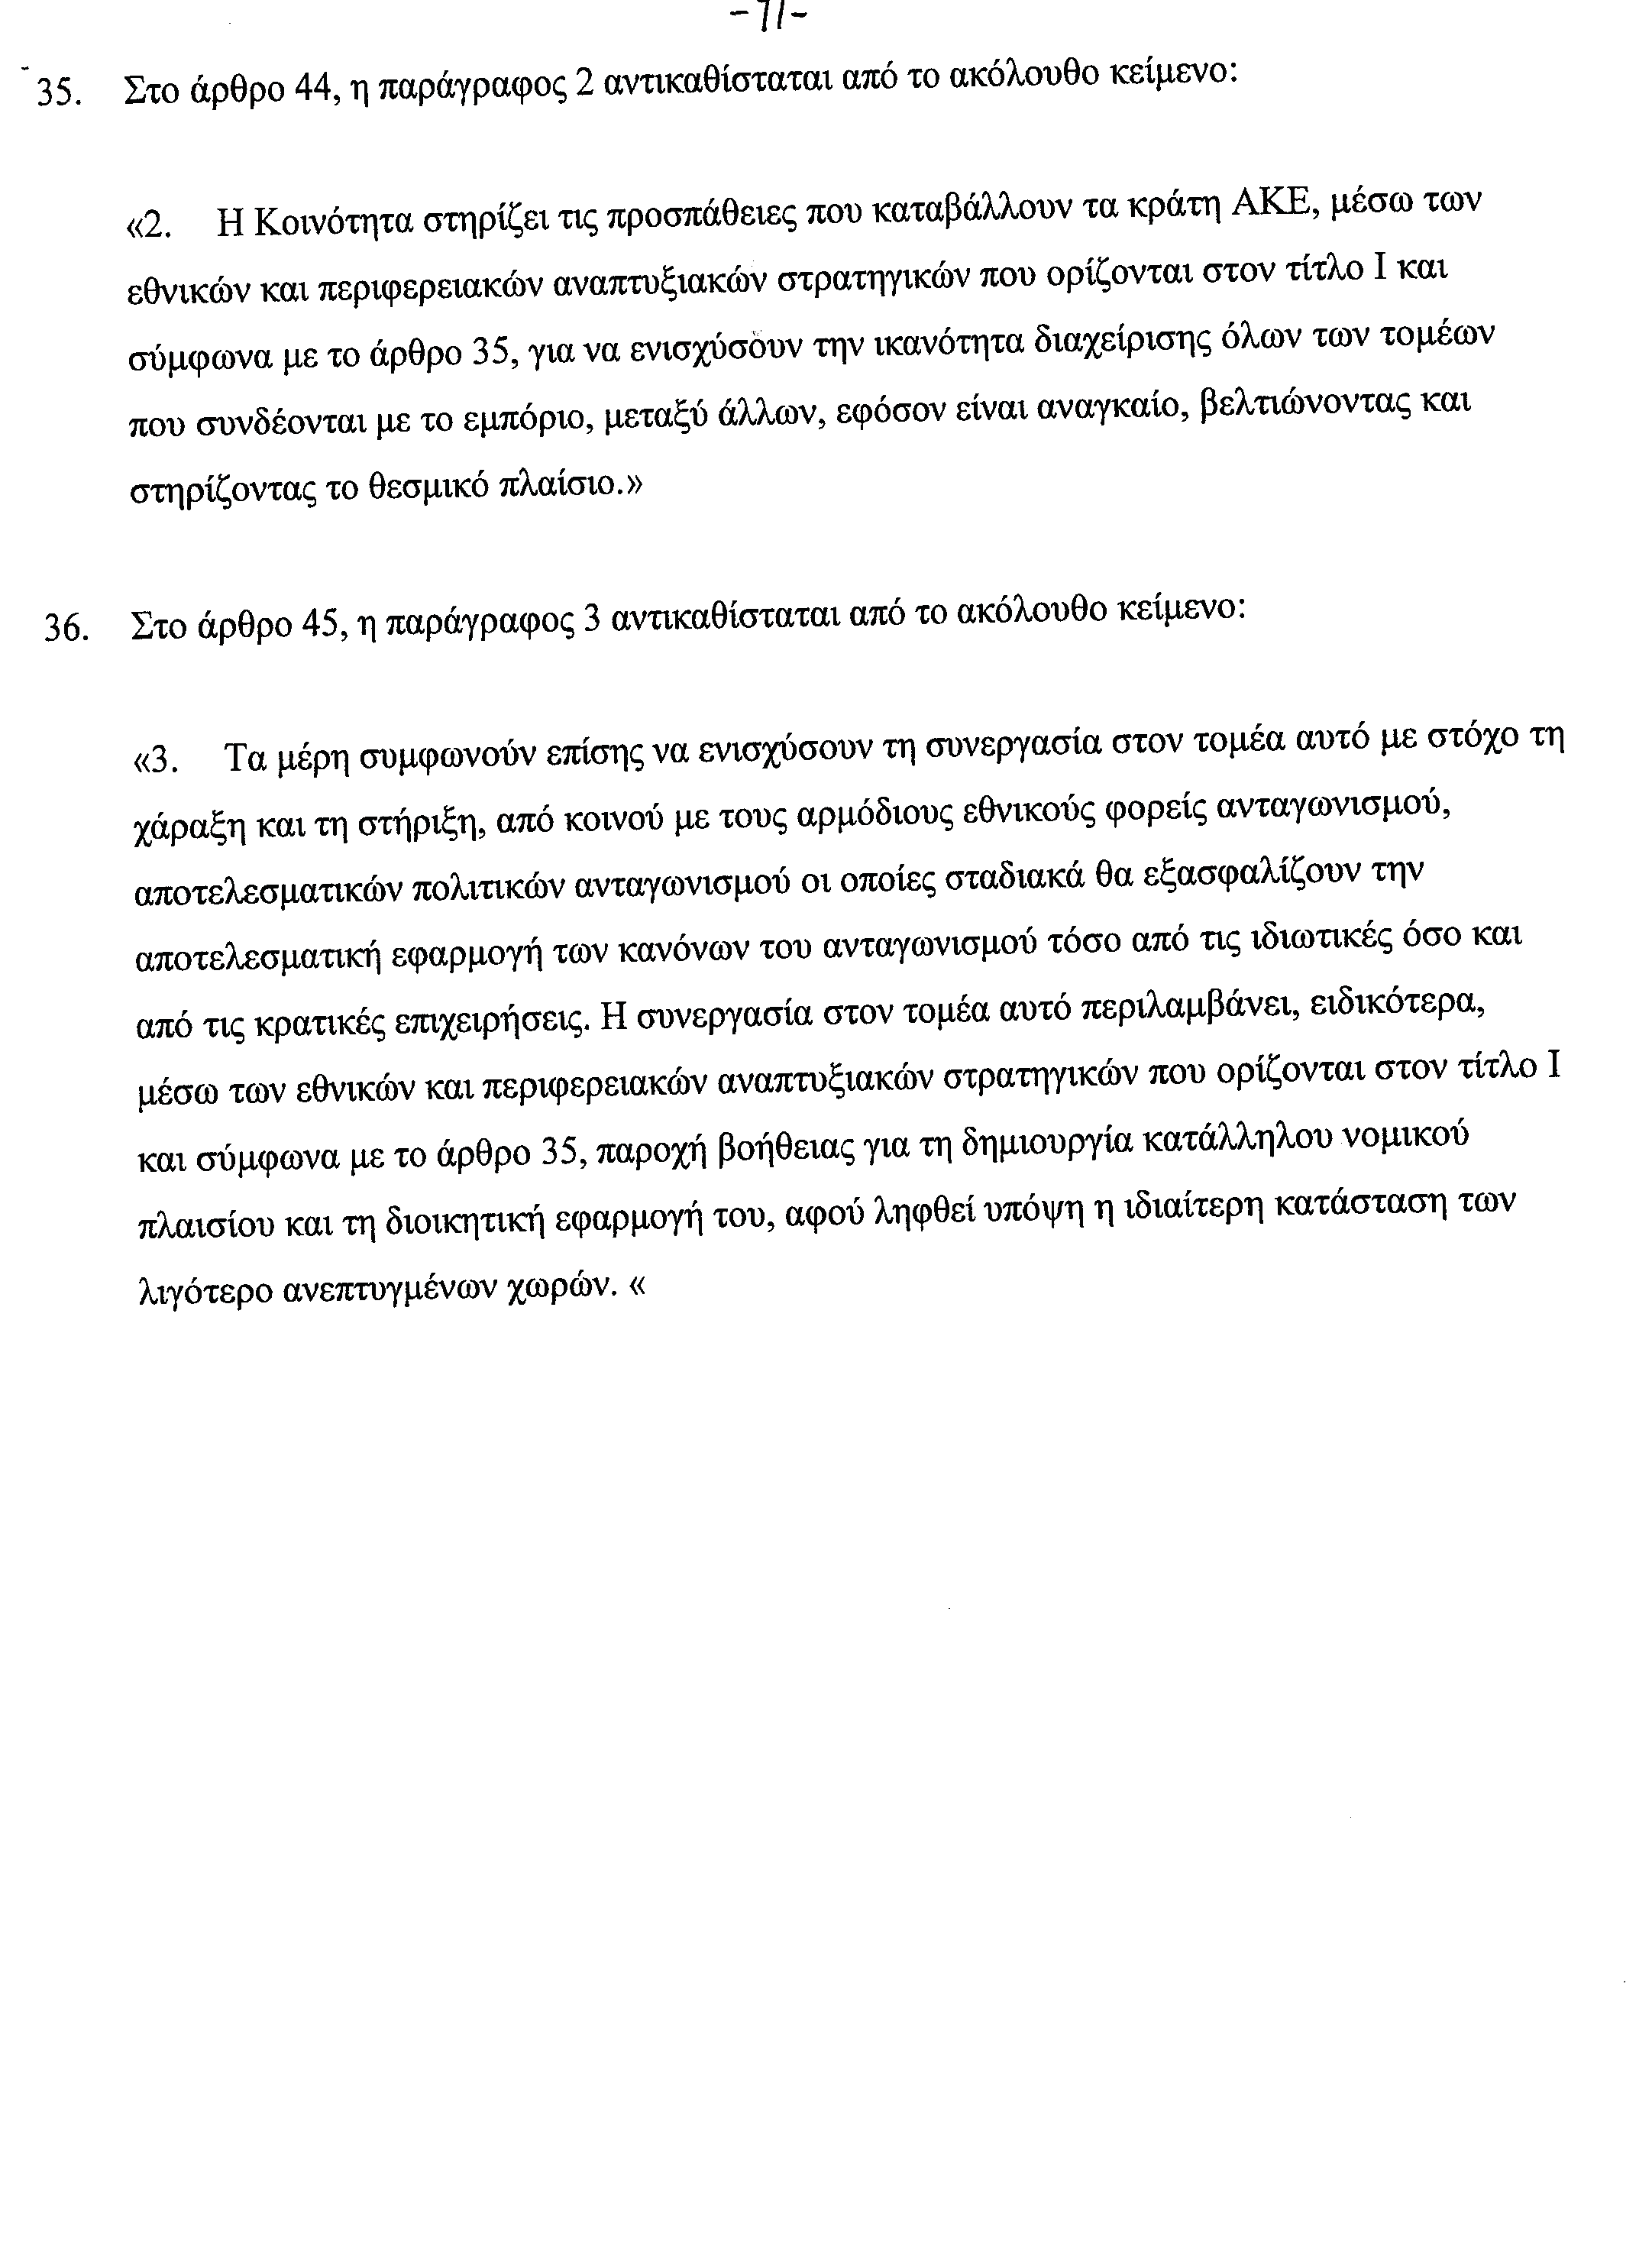 -71-
35. Στο άρθρο 44, η παράγραφος 2 αντικαθίσταται από το ακόλουθο κείμενο:
«2. Η Κοινότητα στηρίζει τις προσπάθειες που καταβάλλουν τα κράτη ΑΚΕ, μέσω των
εθνικών και περιφερειακών αναπτυξιακών στρατηγικών που ορίζονται στον τίτλο Ι και
σύμφωνα με το άρθρο 35, για να ενισχύσουν την ικανότητα διαχείρισης όλων των τομέων
που συνδέονται με το εμπόριο, μεταξύ άλλων, εφόσον είναι αναγκαίο, βελτιώνοντας και
στηρίζοντας το θεσμικό πλαίσιο.»
36. Στο άρθρο 45, η παράγραφος 3 αντικαθίσταται από το ακόλουθο κείμενο:
«3. Τα μέρη συμφωνούν επίσης να ενισχύσουν τη συνεργασία στον τομέα αυτό με στόχο τη
χάραξη και τη στήριξη, από κοινού με τους αρμόδιους εθνικούς φορείς ανταγωνισμού,
αποτελεσματικών πολιτικών ανταγωνισμού οι οποίες σταδιακά θα εξασφαλίζουν την
αποτελεσματική εφαρμογή των κανόνων του ανταγωνισμού τόσο από τις ιδιωτικές όσο και
από τις κρατικές επιχειρήσεις. Η συνεργασία στον τομέα αυτό περιλαμβάνει, ειδικότερα,
μέσω των εθνικών και περιφερειακών αναπτυξιακών στρατηγικών που ορίζονται στον τίτλο Ι
και σύμφωνα με το άρθρο 35, παροχή βοήθειας για τη δημιουργία κατάλληλου νομικού
πλαισίου και τη διοικητική εφαρμογή του, αφού ληφθεί υπόψη η ιδιαίτερη κατάσταση των
λιγότερο ανεπτυγμένων χωρών. «